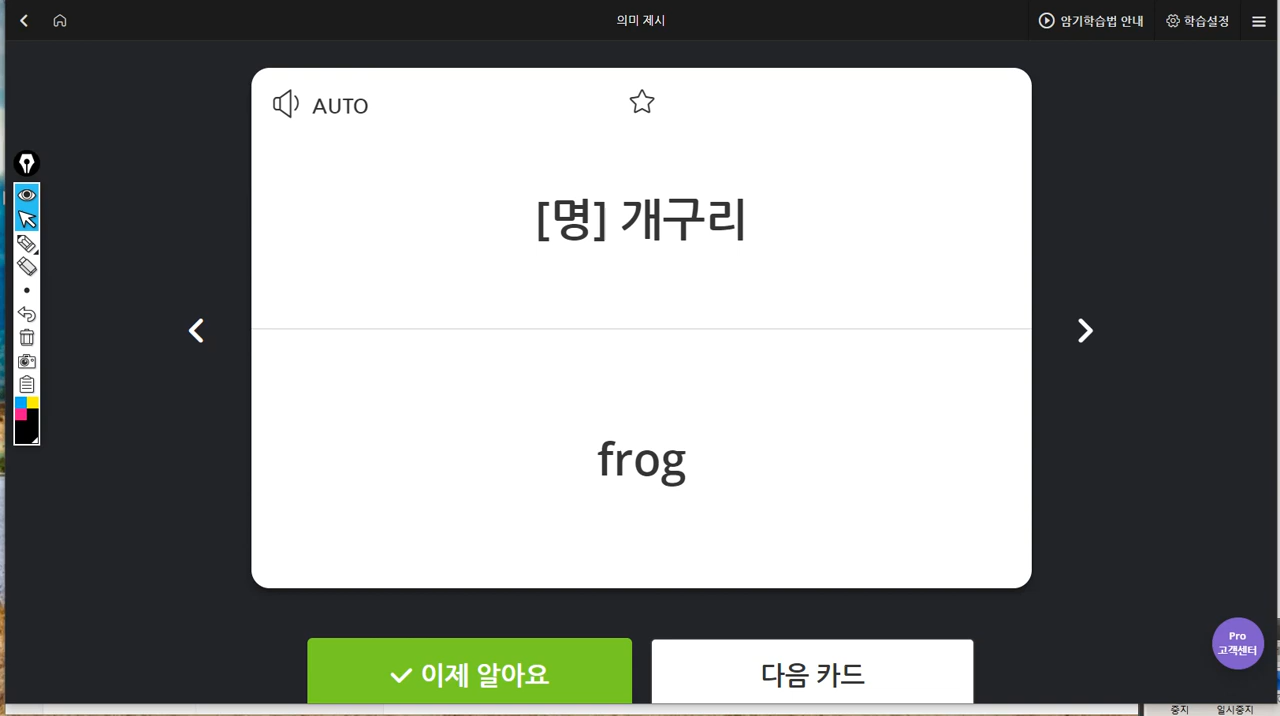 의미 제시
암기학습법 안내
학습설정
AUTO
[명] 개구리
frog
이제 알아요
다음 카드
Pro
고객센터
중지
일시중지